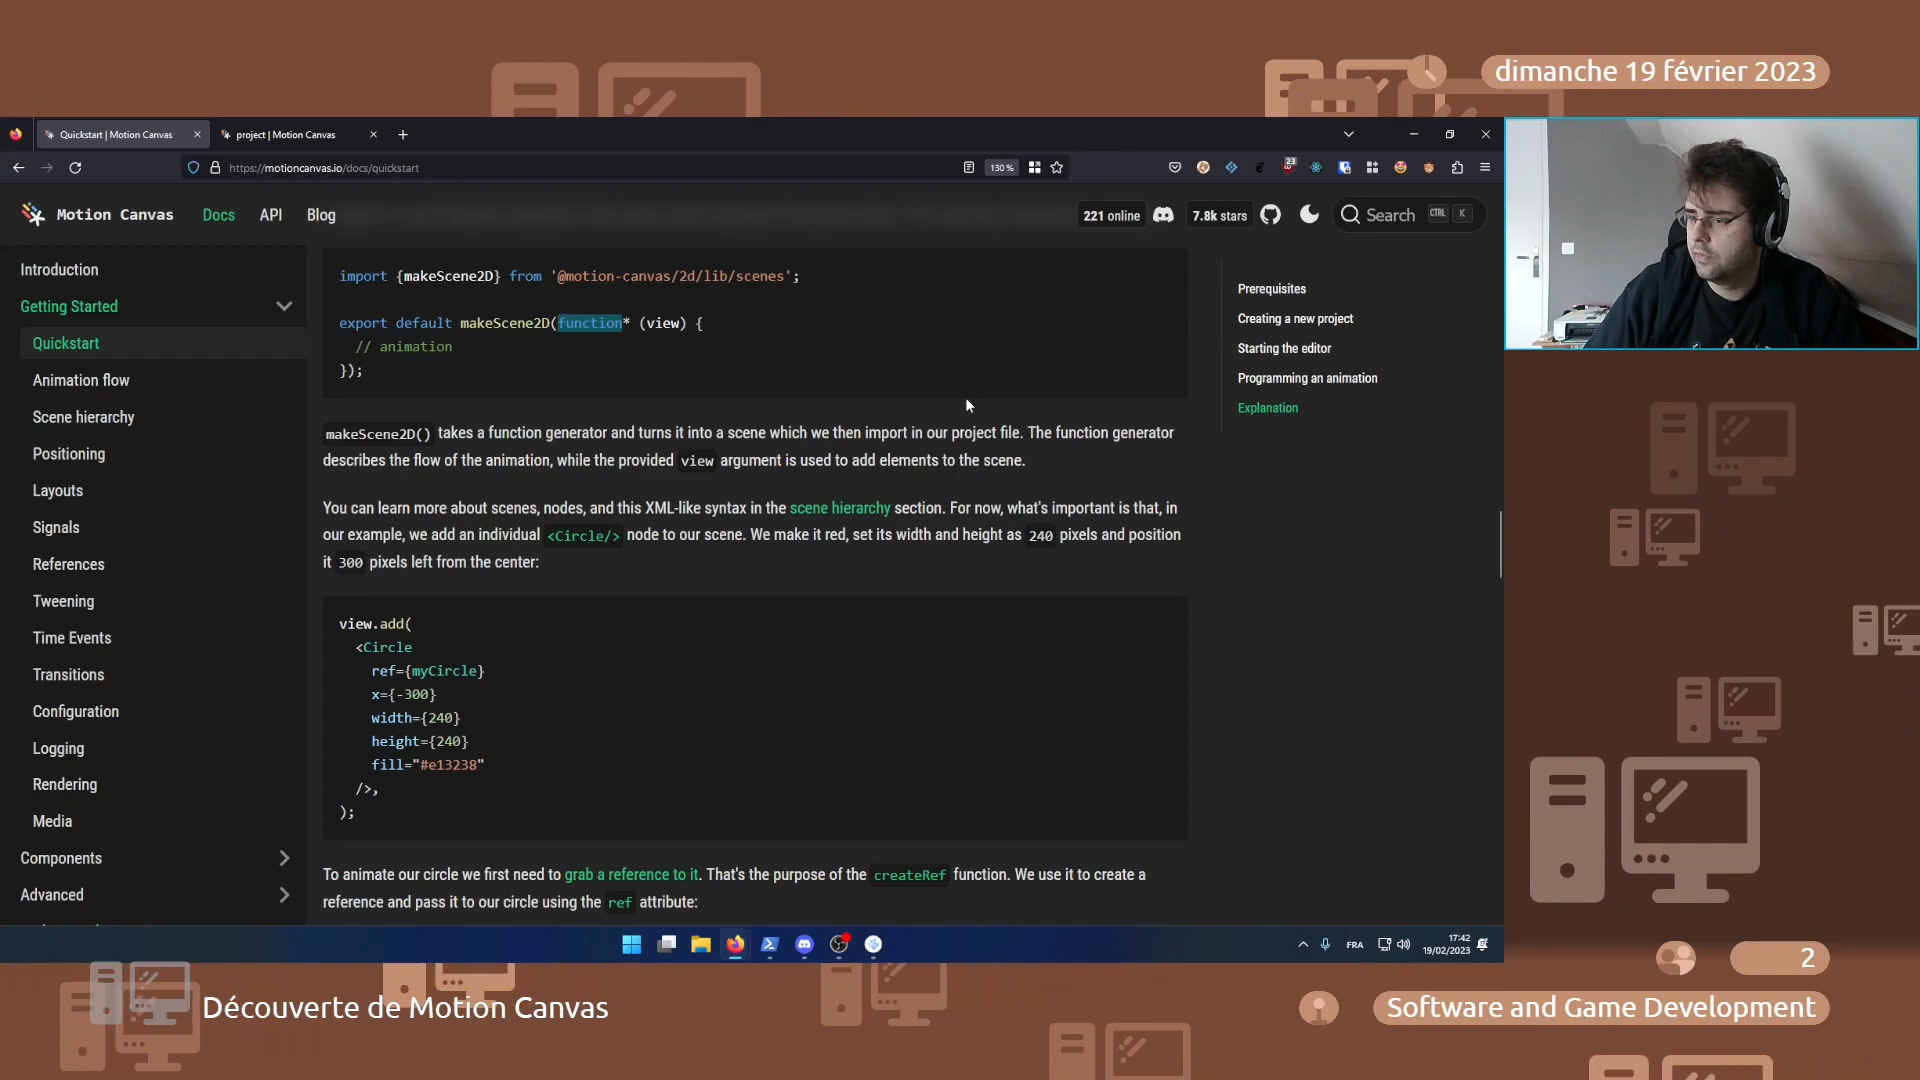 dimanche 19 février 2023
Quickstart | Motion Canvas
project | Motion Canvas
https://motioncanvas.io/docs/quickstart
130%
23
Motion Canvas
Docs
API
Blog
221 online
7.8k stars
Search
CTRL
K
Introduction
Getting Started
Quickstart
Animation flow
Scene hierarchy
Positioning
Layouts
Signals
References
Tweening
Time Events
Transitions
Configuration
Logging
Rendering
Media
Components
Advanced
import {makeScene2D} from '@motion-canvas/2d/lib/scenes';
export default makeScene2D(function* (view) {
// animation
});
makeScene2D() takes a function generator and turns it into a scene which we then import in our project file. The function generator
describes the flow of the animation, while the provided view argument is used to add elements to the scene.
You can learn more about scenes, nodes, and this XML-like syntax in the scene hierarchy section. For now, what's important is that, in
our example, we add an individual <Circle/> node to our scene. We make it red, set its width and height as 240 pixels and position
it 300 pixels left from the center:
view.add(
<Circle
ref={myCircle}
x={-300}
width={240}
height={240}
fill="#e13238"
/>,
);
To animate our circle we first need to grab a reference to it. That's the purpose of the createRef function. We use it to create a
reference and pass it to our circle using the ref attribute:
Prerequisites
Creating a new project
Starting the editor
Programming an animation
Explanation
FRA
17:42
19/02/2023
2
Découverte de Motion Canvas
Software and Game Development